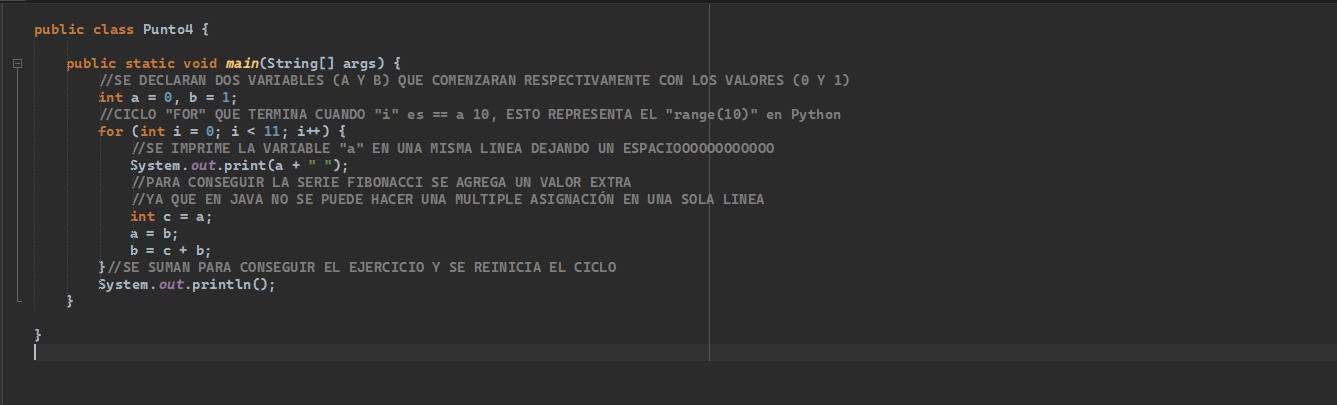 public class Punto4 {
public static void main(String[] args) {
//SE DECLARAN DOS VARIABLES (A Y B) QUE COMENZARAN RESPECTIVAMENTE CON LOS VALORES (0 Y 1)
int a = 0, b = 1;
//CICLO "FOR" QUE TERMINA CUANDO "i" es == a 10, ESTO REPRESENTA EL "range(10)" en Python
for (int i = 0; i < 11; i++) {
//SE IMPRIME LA VARIABLE "a" EN UNA MISMA LINEA DEJANDO UN ESPACIOOOOOOOOOOOO
System.out.print(a + " ");
//PARA CONSEGUIR LA SERIE FIBONACCI SE AGREGA UN VALOR EXTRA
//YA QUE EN JAVA NO SE PUEDE HACER UNA MULTIPLE ASIGNACIÓN EN UNA SOLA LINEA
int c = a;
a = b;
b = c + b;
}//SE SUMAN PARA CONSEGUIR EL EJERCICIO Y SE REINICIA EL CICLO
System.out.println();
}
}